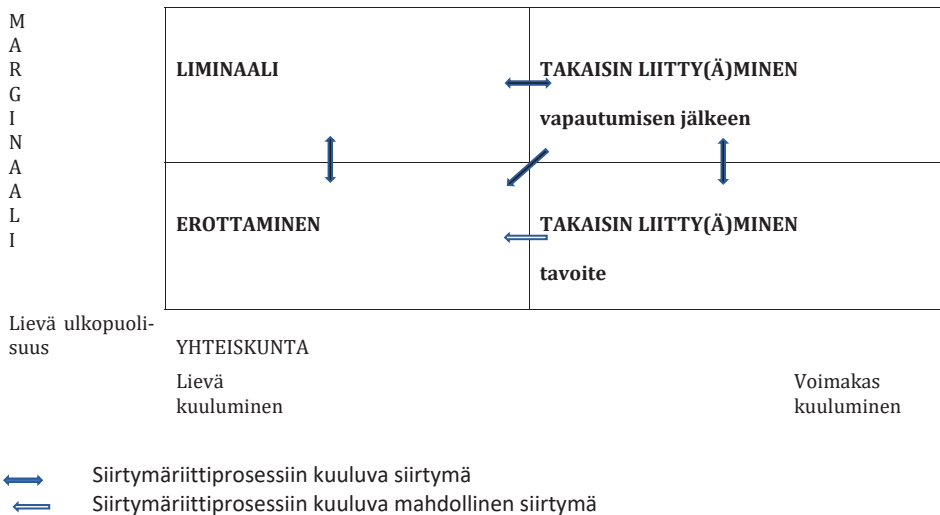 M
A
R
G
I
N
A
A
L
I
LIMINAALI
TAKAISIN LIITTY(Ä)MINEN
vapautumisen jälkeen
EROTTAMINEN
TAKAISIN LIITTY(Ä)MINEN
tavoite
Lievä ulkopuoli-
suus
YHTEISKUNTA
Lievä
kuuluminen
Voimakas
kuuluminen
Siirtymäriittiprosessiin kuuluva siirtymä
Siirtymäriittiprosessiin kuuluva mahdollinen siirtymä